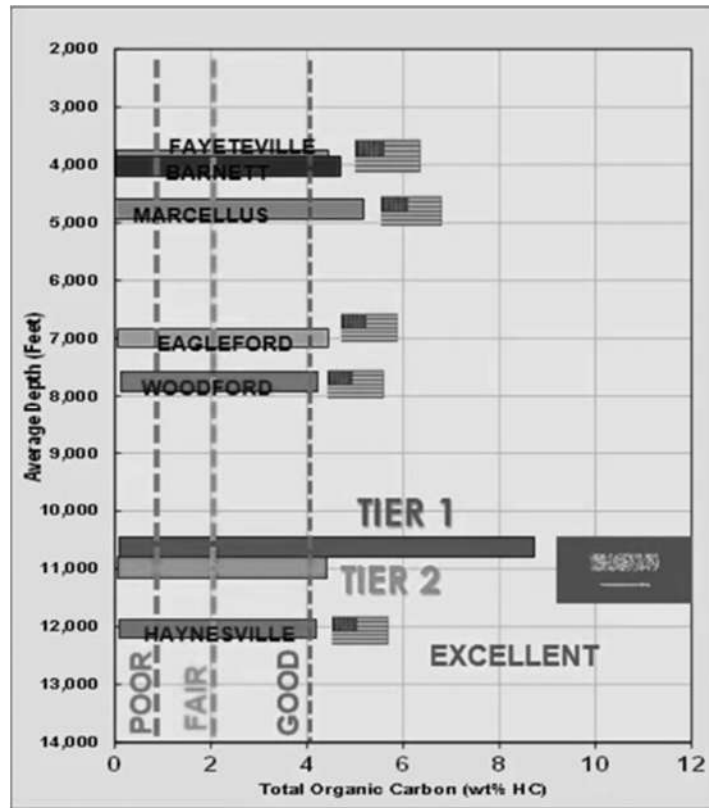 2,000
3,000
4,000
5,000
6,000
7,000
8,000
9,000
10,000
11,000
12,000
13,000
14,000
Average Depth (Feet)
FAYETEVILLE
BARNETT
MARCELLUS
EAGLEFORD
WOODFORD
TIER 1
TIER 2
HAYNESVILLE
EXCELLENT
POOR
FAIR
GOOD
0 2 4 6 8 10 12
Total Organic Carbon (wt% HC)